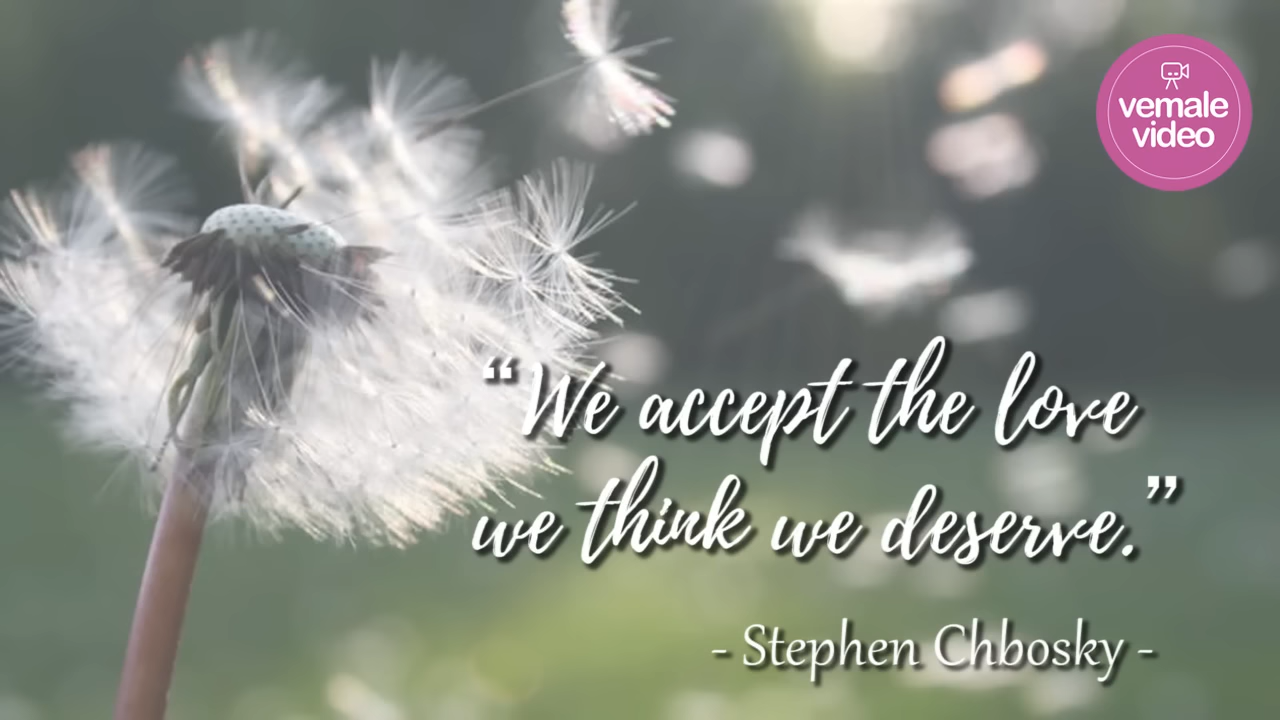 vemale
video
“We accept the love
we think we deserve.”
- Stephen Chbosky -